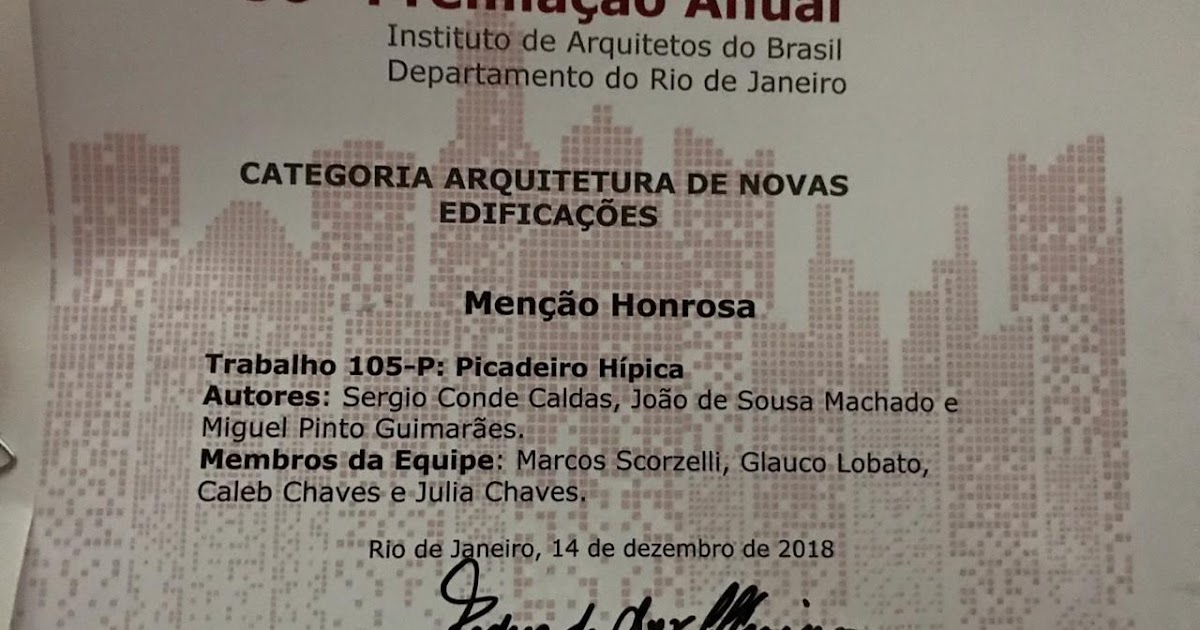 Premiação Anual
Instituto de Arquitetos do Brasil
Departamento do Rio de Janeiro
CATEGORIA ARQUITETURA DE NOVAS
EDIFICAÇÕES
Menção Honrosa
Trabalho 105-P: Picadeiro Hípica
Autores: Sergio Conde Caldas, João de Sousa Machado e
Miguel Pinto Guimarães.
Membros da Equipe: Marcos Scorzelli, Glauco Lobato,
Caleb Chaves e Julia Chaves.
Rio de Janeiro, 14 de dezembro de 2018